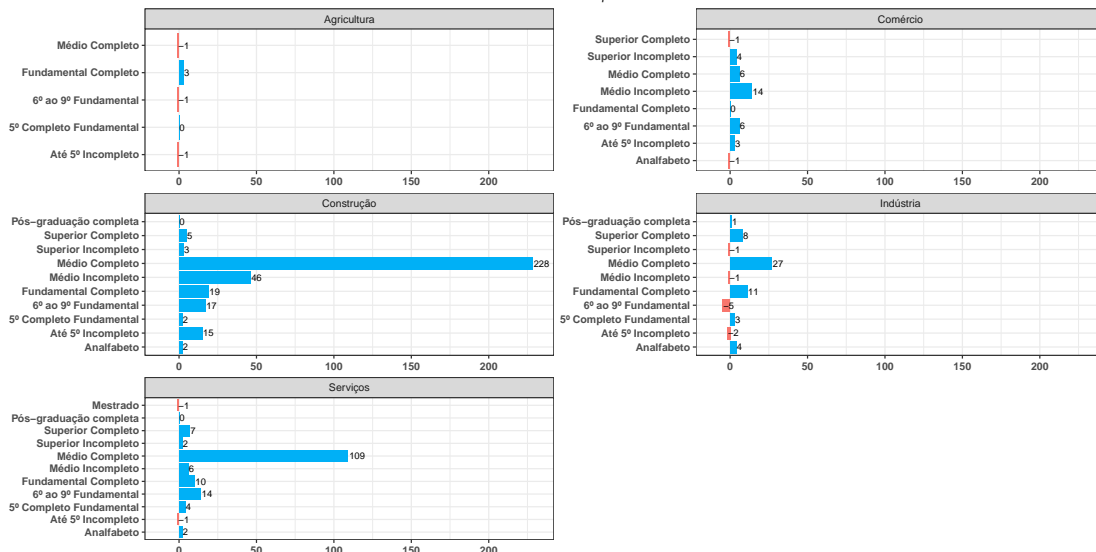 Agricultura
Médio Completo
−1
Fundamental Completo
3
6º ao 9º Fundamental
−1
5º Completo Fundamental
0
Até 5º Incompleto
−1
0 50 100 150 200
Comércio
Superior Completo
−1
Superior Incompleto
4
Médio Completo
6
Médio Incompleto
14
Fundamental Completo
0
6º ao 9º Fundamental
6
Até 5º Incompleto
3
Analfabeto
−1
0 50 100 150 200
Construção
Pós−graduação completa
0
Superior Completo
5
Superior Incompleto
3
Médio Completo
228
Médio Incompleto
46
Fundamental Completo
19
6º ao 9º Fundamental
17
5º Completo Fundamental
2
Até 5º Incompleto
15
Analfabeto
2
0 50 100 150 200
Indústria
Pós−graduação completa
1
Superior Completo
8
Superior Incompleto
−1
Médio Completo
27
Médio Incompleto
−1
Fundamental Completo
11
6º ao 9º Fundamental
−5
5º Completo Fundamental
3
Até 5º Incompleto
−2
Analfabeto
4
0 50 100 150 200
Serviços
Mestrado
−1
Pós−graduação completa
0
Superior Completo
7
Superior Incompleto
2
Médio Completo
109
Médio Incompleto
6
Fundamental Completo
10
6º ao 9º Fundamental
14
5º Completo Fundamental
4
Até 5º Incompleto
−1
Analfabeto
2
0 50 100 150 200